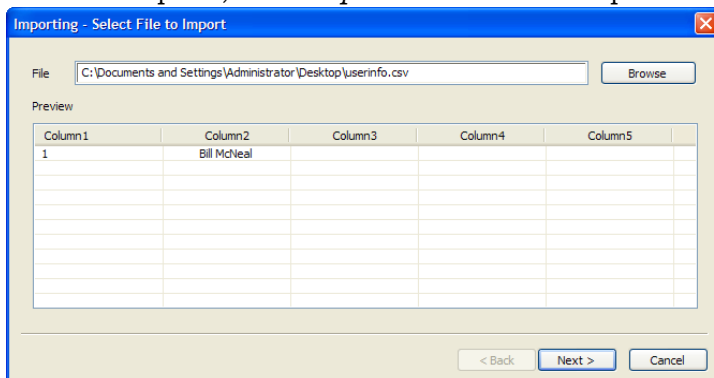 Importing - Select File to Import
File C:\Documents and Settings\Administrator\Desktop\userinfo.csv Browse
Preview
Column1 Column2 Column3 Column4 Column5
1 Bill McNeal
< Back Next > Cancel